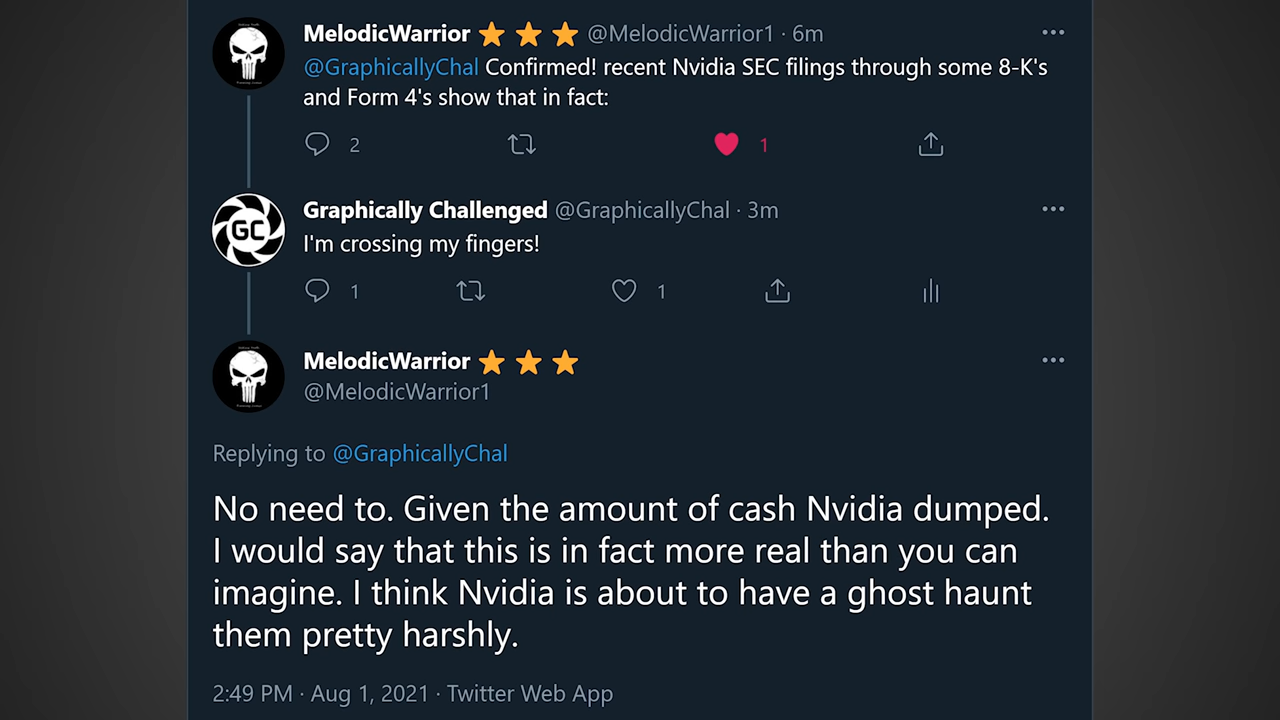 MelodicWarrior ⭐ ⭐ ⭐ @MelodicWarrior1 · 6m
@GraphicallyChal Confirmed! recent Nvidia SEC filings through some 8-K's
and Form 4's show that in fact:
2 1
GC
Graphically Challenged @GraphicallyChal · 3m
I'm crossing my fingers!
1 1
MelodicWarrior ⭐ ⭐ ⭐
@MelodicWarrior1
Replying to @GraphicallyChal
No need to. Given the amount of cash Nvidia dumped.
I would say that this is in fact more real than you can
imagine. I think Nvidia is about to have a ghost haunt
them pretty harshly.
2:49 PM · Aug 1, 2021 · Twitter Web App